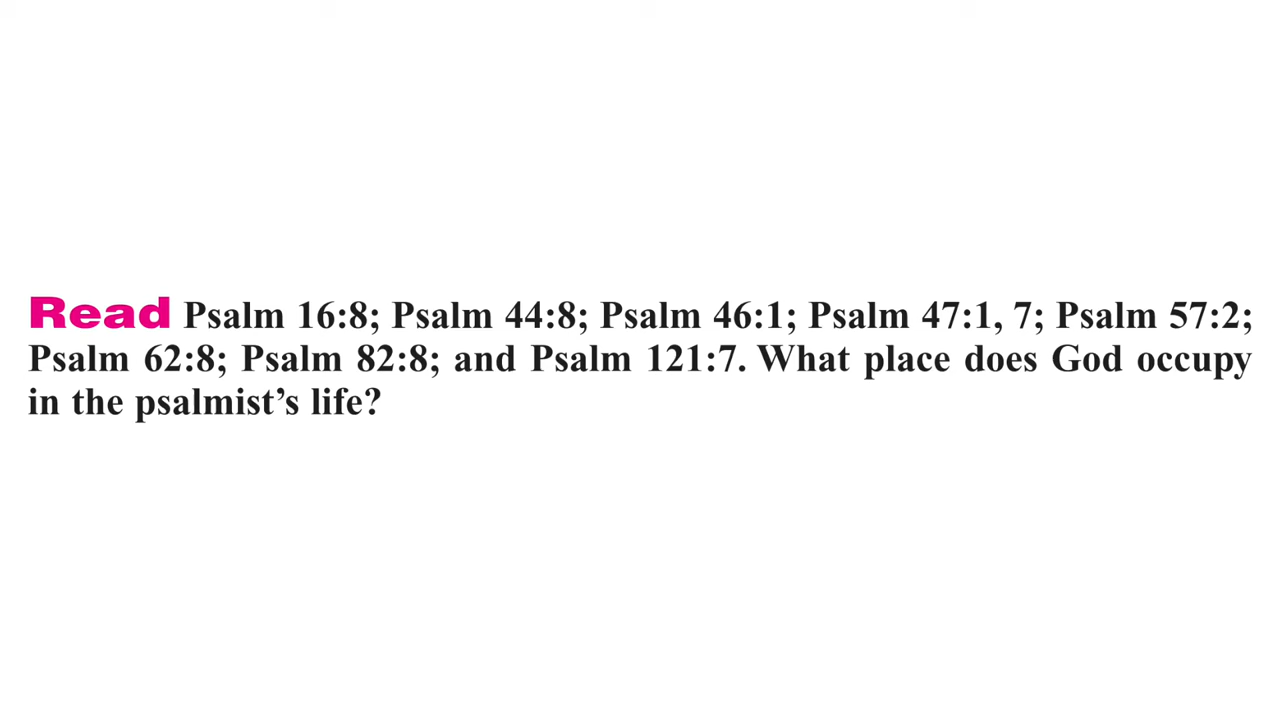 Read Psalm 16:8; Psalm 44:8; Psalm 46:1; Psalm 47:1, 7; Psalm 57:2;
Psalm 62:8; Psalm 82:8; and Psalm 121:7. What place does God occupy
in the psalmist’s life?